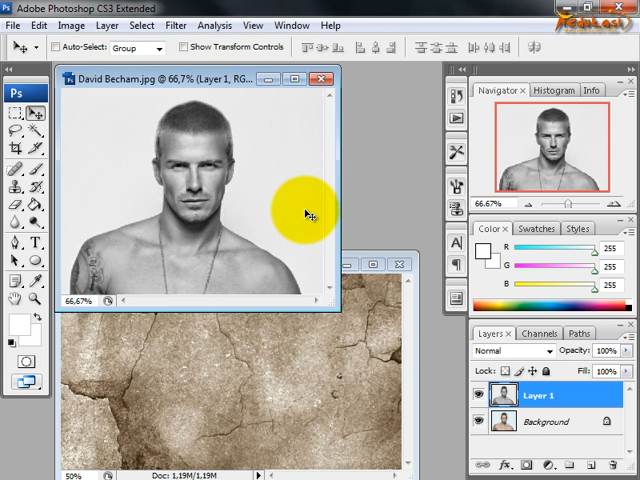 Adobe Photoshop CS3 Extended
File Edit Image Layer Select Filter Analysis View Window Help
Auto-Select: Group Show Transform Controls
David Becham.jpg @ 66,7% (Layer 1, RG...
Ps
66,67%
50% Doc: 1,19M/1,19M
Navigator x Histogram Info
66.67%
Color x Swatches Styles
R 255
G 255
B 255
Layers x Channels Paths
Normal Opacity: 100%
Lock: Fill: 100%
Layer 1
Background